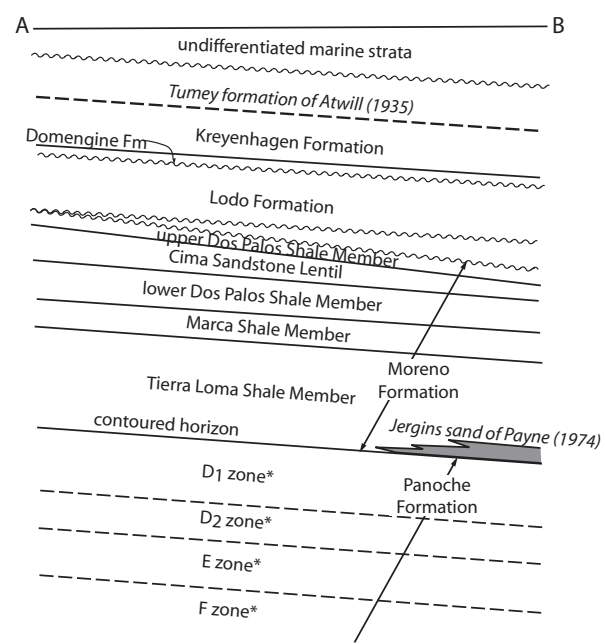 A
B
undifferentiated marine strata
Tumey formation of Atwill (1935)
Domengine Fm
Kreyenhagen Formation
Lodo Formation
upper Dos Palos Shale Member
Cima Sandstone Lentil
lower Dos Palos Shale Member
Marca Shale Member
Moreno
Formation
Tierra Loma Shale Member
Jergins sand of Payne (1974)
contoured horizon
D1 zone*
Panoche
Formation
D2 zone*
E zone*
F zone*